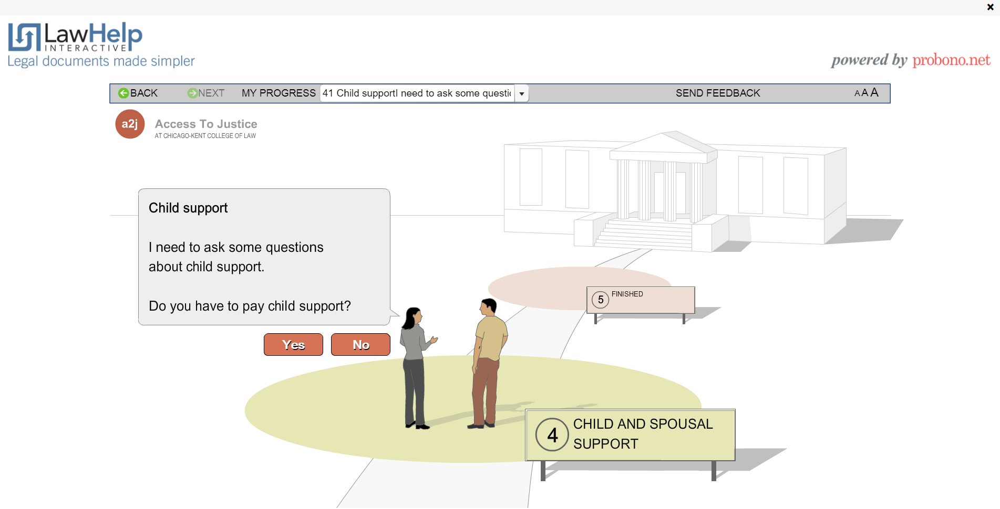 LawHelp
INTERACTIVE
Legal documents made simpler
powered by probono.net
BACK NEXT MY PROGRESS 41 Child supportI need to ask some questi SEND FEEDBACK A A A
a2j Access To Justice
AT CHICAGO-KENT COLLEGE OF LAW
Child support
I need to ask some questions
about child support.
Do you have to pay child support?
Yes No
5 FINISHED
4 CHILD AND SPOUSAL
SUPPORT